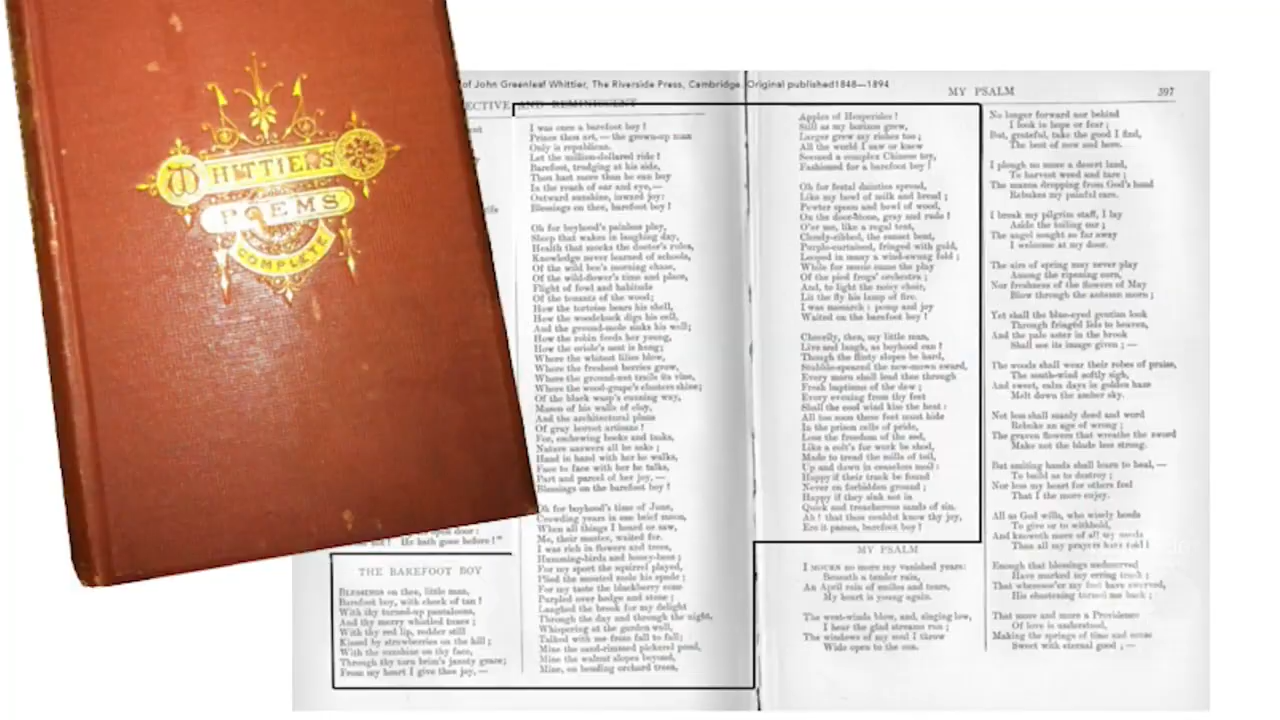 WHITTIER'S
POEMS
COMPLETE
of John Greenleaf Whittier, The Riverside Press, Cambridge, Original published1848—1894
ECTIVE AND REMINISCENT
He hath gone before!"
THE BAREFOOT BOY
BLESSINGS on thee, little man,
Barefoot boy, with cheek of tan!
With thy turned-up pantaloons,
And thy merry whistled tunes;
With thy red lip, redder still
Kissed by strawberries on the hill;
With the sunshine on thy face,
Through thy torn brim's jaunty grace;
From my heart I give thee joy,—
I was once a barefoot boy!
Prince thou art,—the grown-up man
Only is republican.
Let the million-dollared ride!
Barefoot, trudging at his side,
Thou hast more than he can buy
In the reach of ear and eye,—
Outward sunshine, inward joy:
Blessings on thee, barefoot boy!
Oh for boyhood's painless play,
Sleep that wakes in laughing day,
Health that mocks the doctor's rules,
Knowledge never learned of schools,
Of the wild bee's morning chase,
Of the wild-flower's time and place,
Flight of fowl and habitude
Of the tenants of the wood;
How the tortoise bears his shell,
How the woodchuck digs his cell,
And the ground-mole sinks his well;
How the robin feeds her young,
How the oriole's nest is hung;
Where the whitest lilies blow,
Where the freshest berries grow,
Where the ground-nut trails its vine,
Where the wood-grape's clusters shine;
Of the black wasp's cunning way,
Mason of his walls of clay,
And the architectural plans
Of gray hornet artisans!
For, eschewing books and tasks,
Nature answers all he asks;
Hand in hand with her he walks,
Face to face with her he talks,
Part and parcel of her joy,—
Blessings on the barefoot boy!
Oh for boyhood's time of June,
Crowding years in one brief moon,
When all things I heard or saw,
Me, their master, waited for.
I was rich in flowers and trees,
Humming-birds and honey-bees;
For my sport the squirrel played,
Plied the snouted mole his spade;
For my taste the blackberry cone
Purpled over hedge and stone;
Laughed the brook for my delight
Through the day and through the night,
Whispering at the garden wall,
Talked with me from fall to fall;
Mine the sand-rimmed pickerel pond,
Mine the walnut slopes beyond,
Mine, on bending orchard trees,
MY PSALM
397
Apples of Hesperides!
Still as my horizon grew,
Larger grew my riches too;
All the world I saw or knew
Seemed a complex Chinese toy,
Fashioned for a barefoot boy!
Oh for festal dainties spread,
Like my bowl of milk and bread;
Pewter spoon and bowl of wood,
On the door-stone, gray and rude!
O'er me, like a regal tent,
Cloudy-ribbed, the sunset bent,
Purple-curtained, fringed with gold,
Looped in many a wind-swung fold;
While for music came the play
Of the pied frogs' orchestra;
And, to light the noisy choir,
Lit the fly his lamp of fire.
I was monarch: pomp and joy
Waited on the barefoot boy!
Cheerily, then, my little man,
Live and laugh, as boyhood can!
Though the flinty slopes be hard,
Stubble-speared the new-mown sward,
Every morn shall lead thee through
Fresh baptisms of the dew;
Every evening from thy feet
Shall the cool wind kiss the heat:
All too soon these feet must hide
In the prison cells of pride,
Lose the freedom of the sod,
Like a colt's for work be shod,
Made to tread the mills of toil,
Up and down in ceaseless moil:
Happy if their track be found
Never on forbidden ground;
Happy if they sink not in
Quick and treacherous sands of sin.
Ah! that thou couldst know thy joy,
Ere it passes, barefoot boy!
MY PSALM
I MOURN no more my vanished years:
Beneath a tender rain,
An April rain of smiles and tears,
My heart is young again.
The west-winds blow, and, singing low,
I hear the glad streams run;
The windows of my soul I throw
Wide open to the sun.
No longer forward nor behind
I look in hope or fear;
But, grateful, take the good I find,
The best of now and here.
I plough no more a desert land,
To harvest weed and tare;
The manna dropping from God's hand
Rebukes my painful care.
I break my pilgrim staff, I lay
Aside the toiling oar;
The angel sought so far away
I welcome at my door.
The airs of spring may never play
Among the ripening corn,
Nor freshness of the flowers of May
Blow through the autumn morn;
Yet shall the blue-eyed gentian look
Through fringèd lids to heaven,
And the pale aster in the brook
Shall see its image given;—
The woods shall wear their robes of praise,
The south-wind softly sigh,
And sweet, calm days in golden haze
Melt down the amber sky.
Not less shall manly deed and word
Rebuke an age of wrong;
The graven flowers that wreathe the sword
Make not the blade less strong.
But smiting hands shall learn to heal,—
To build as to destroy;
Nor less my heart for others feel
That I the more enjoy.
All as God wills, who wisely heeds
To give or to withhold,
And knoweth more of all my needs
Than all my prayers have told!
Enough that blessings undeserved
Have marked my erring track;
That wheresoe'er my feet have swerved,
His chastening turned me back;
That more and more a Providence
Of love is understood,
Making the springs of time and sense
Sweet with eternal good;—